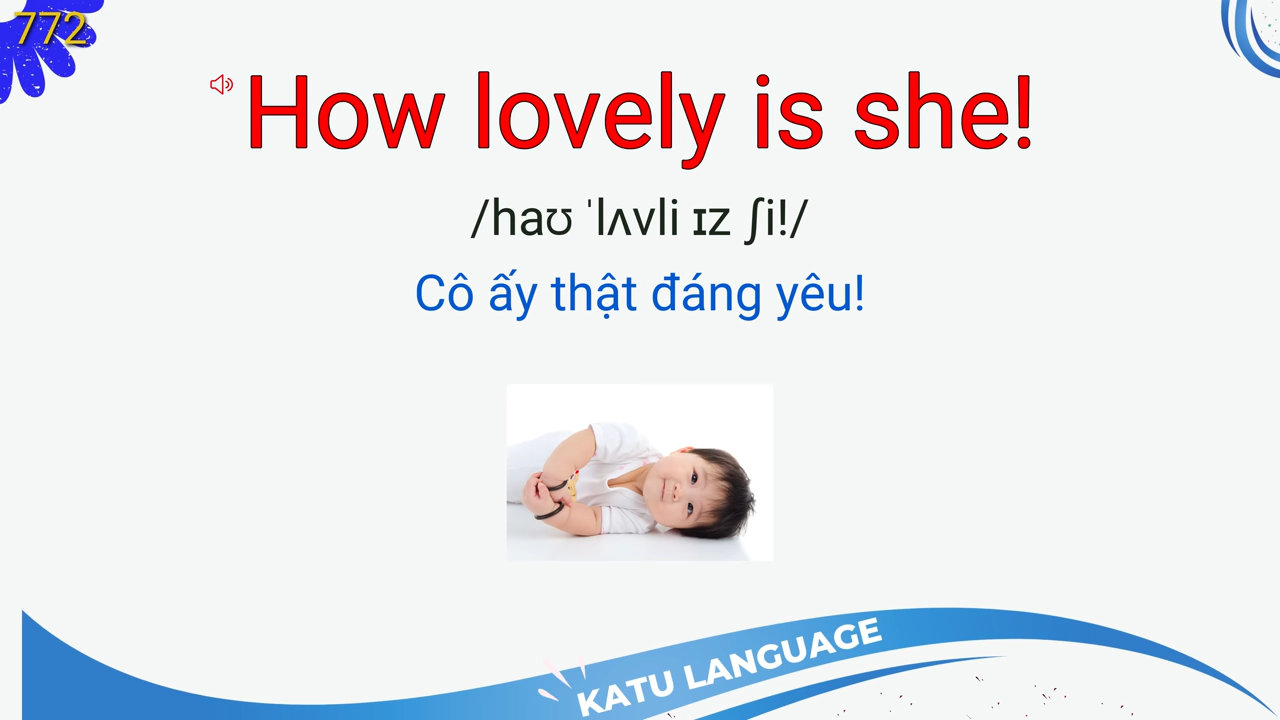 772
How lovely is she!
/haʊ ˈlʌvli ɪz ʃi!/
Cô ấy thật đáng yêu!
KATU LANGUAGE